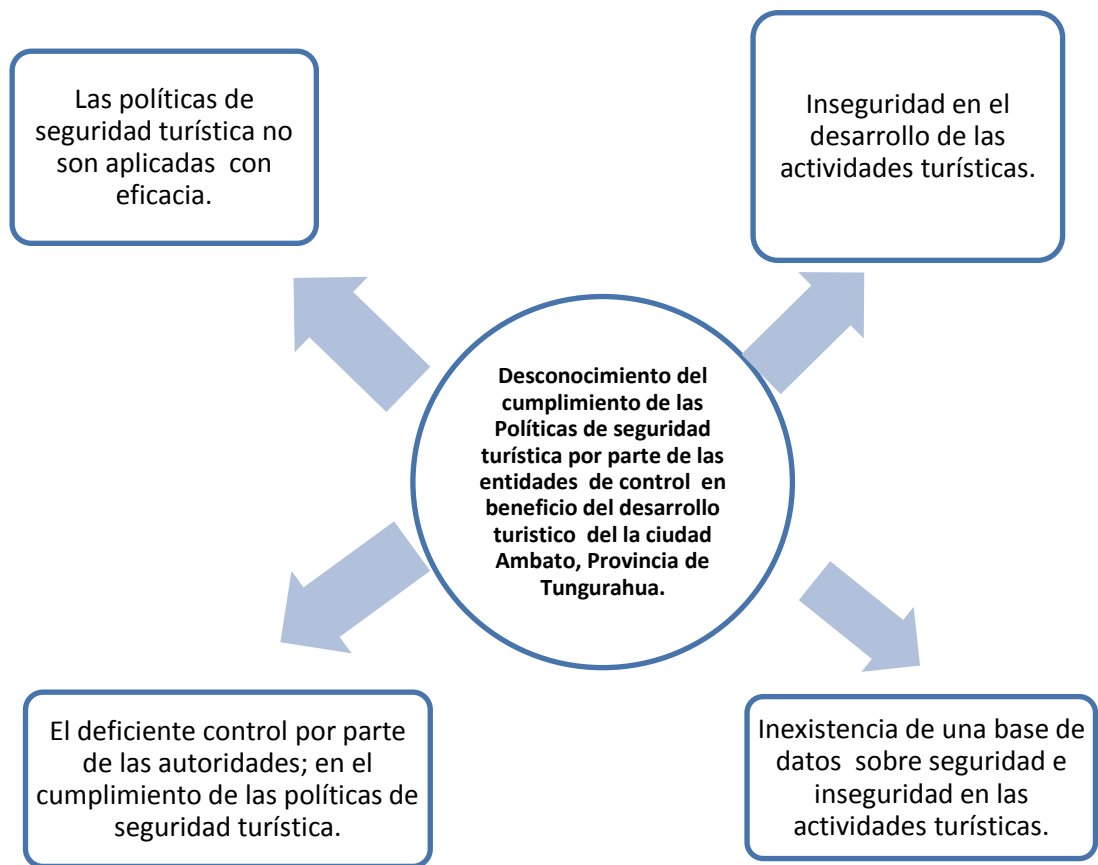 Las políticas de
seguridad turística no
son aplicadas con
eficacia.
Inseguridad en el
desarrollo de las
actividades turísticas.
Desconocimiento del
cumplimiento de las
Políticas de seguridad
turística por parte de las
entidades de control en
beneficio del desarrollo
turistico del la ciudad
Ambato, Provincia de
Tungurahua.
El deficiente control por parte
de las autoridades; en el
cumplimiento de las políticas de
seguridad turística.
Inexistencia de una base de
datos sobre seguridad e
inseguridad en las
actividades turísticas.